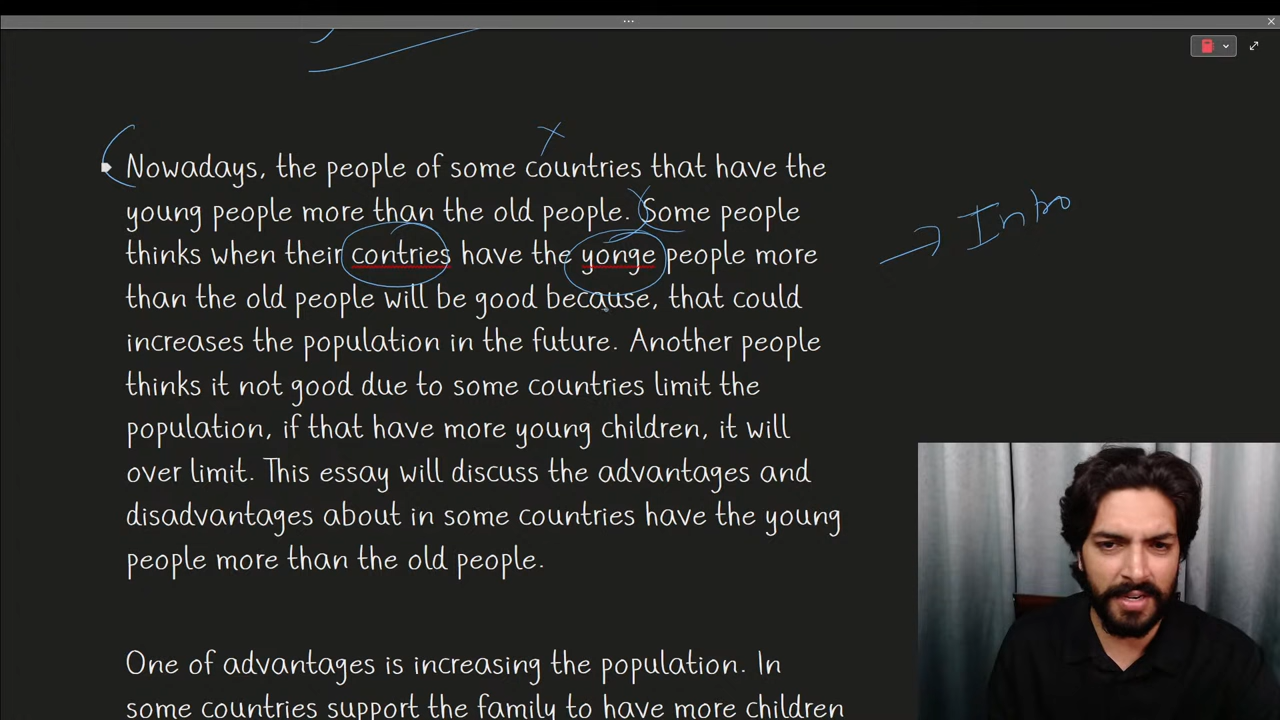 Nowadays, the people of some countries that have the
young people more than the old people. Some people
thinks when their contries have the yonge people more
than the old people will be good because, that could
increases the population in the future. Another people
thinks it not good due to some countries limit the
population, if that have more young children, it will
over limit. This essay will discuss the advantages and
disadvantages about in some countries have the young
people more than the old people.
One of advantages is increasing the population. In
some countries support the family to have more children
Intro